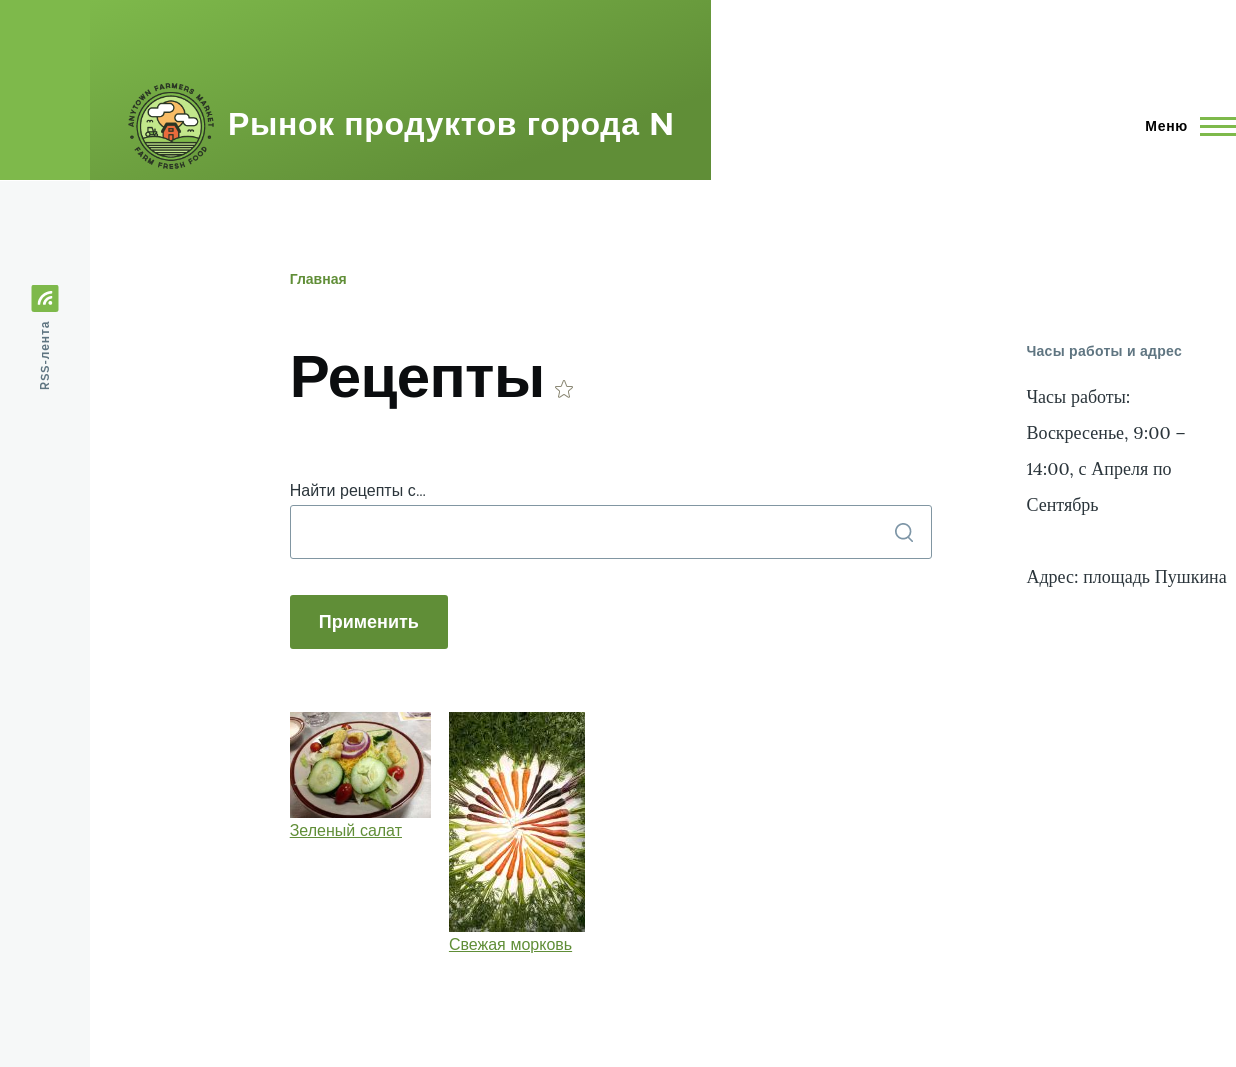 ANYTOWN FARMERS MARKET
FARM FRESH FOOD
Рынок продуктов города N
Меню
RSS-лента
Главная
Рецепты
Найти рецепты с...
Применить
Зеленый салат
Свежая морковь
Часы работы и адрес
Часы работы:
Воскресенье, 9:00 –
14:00, с Апреля по
Сентябрь
Адрес: площадь Пушкина